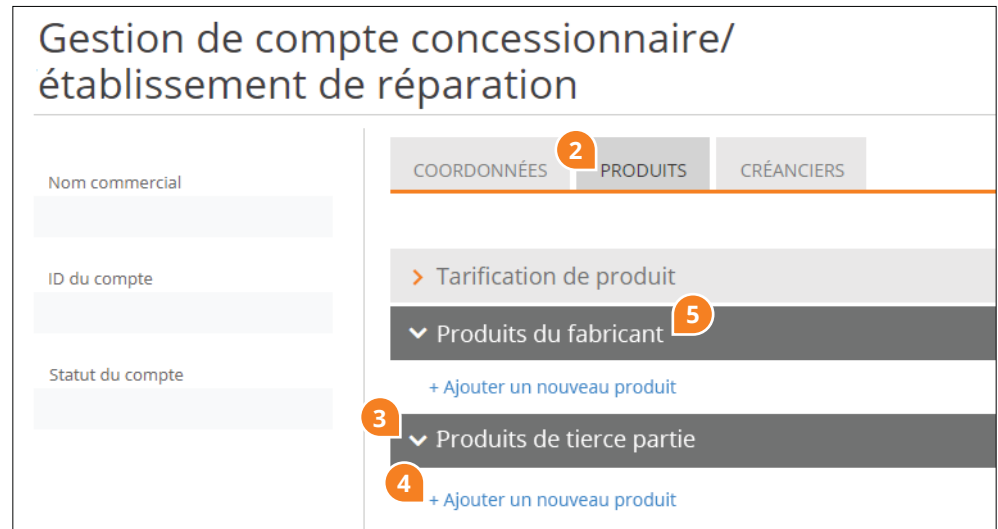 Gestion de compte concessionnaire/
établissement de réparation
Nom commercial
ID du compte
Statut du compte
2
COORDONNÉES
PRODUITS
CRÉANCIERS
Tarification de produit
Produits du fabricant
5
+ Ajouter un nouveau produit
3
Produits de tierce partie
4
+ Ajouter un nouveau produit